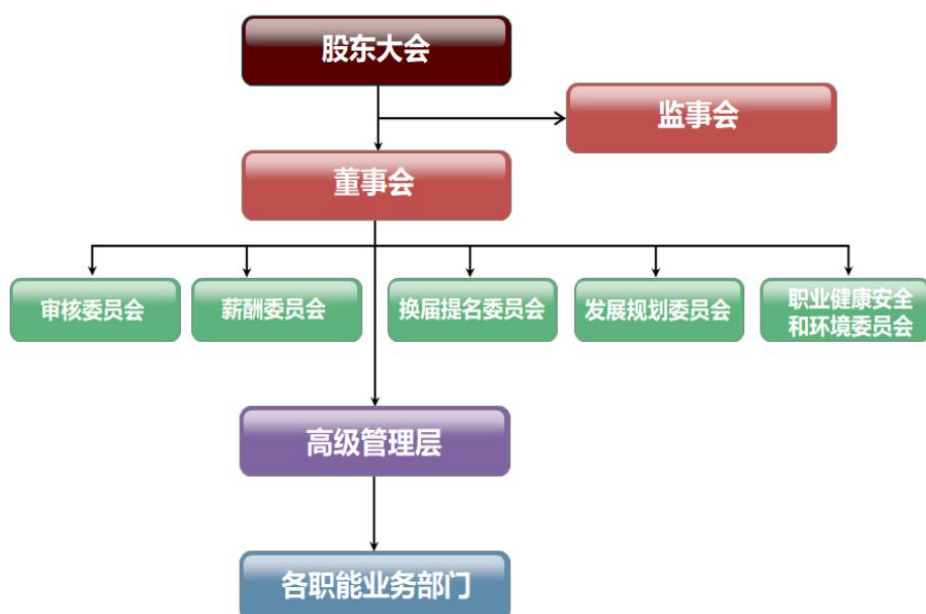 股东大会
监事会
董事会
审核委员会
薪酬委员会
换届提名委员会
发展规划委员会
职业健康安全
和环境委员会
高级管理层
各职能业务部门